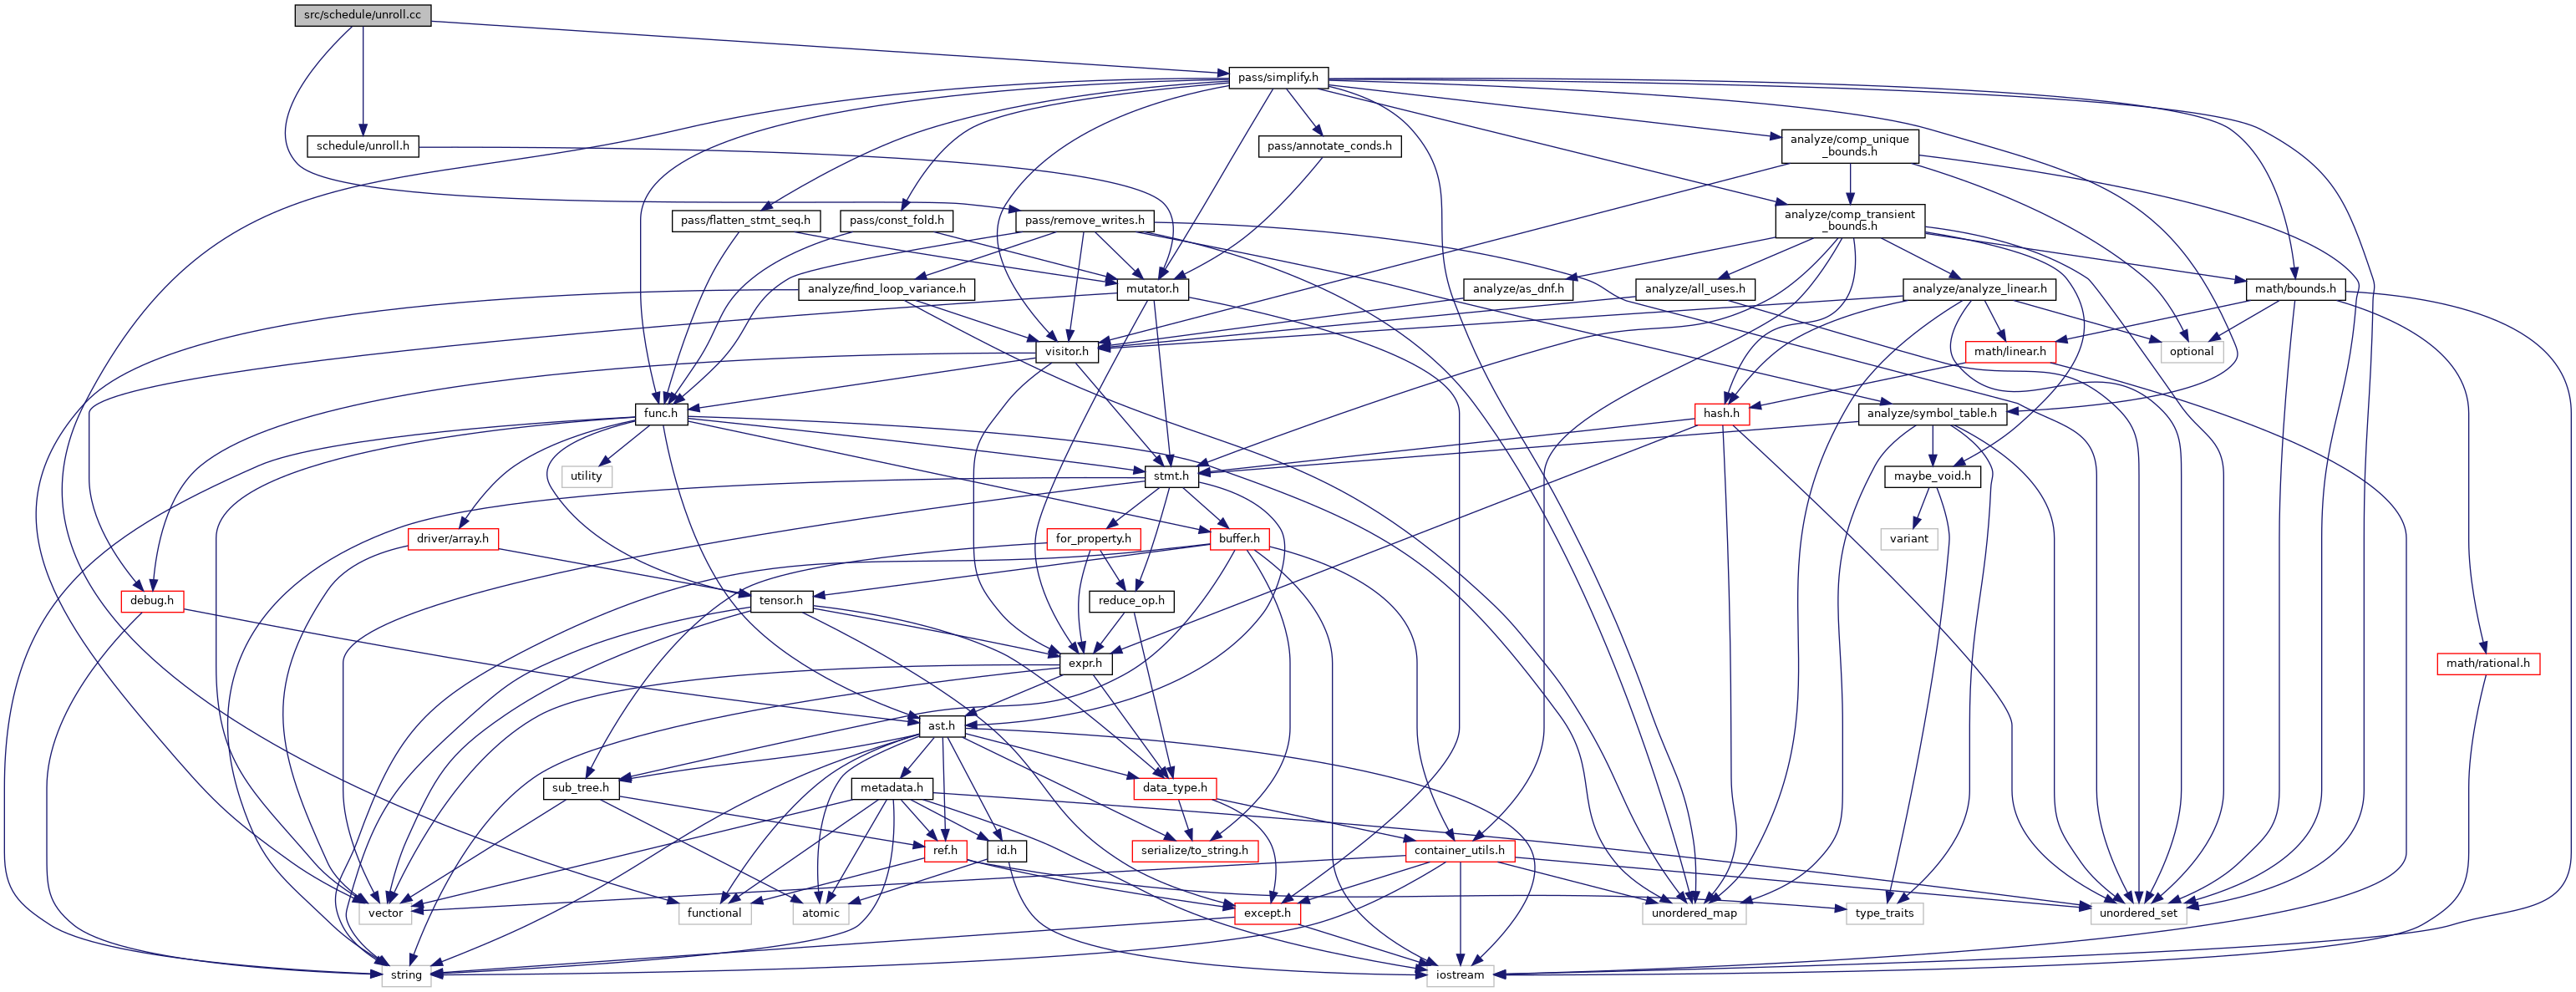 src/schedule/unroll.cc
pass/simplify.h
schedule/unroll.h
pass/annotate_conds.h
analyze/comp_unique
_bounds.h
pass/flatten_stmt_seq.h
pass/const_fold.h
pass/remove_writes.h
analyze/comp_transient
_bounds.h
analyze/find_loop_variance.h
mutator.h
analyze/as_dnf.h
analyze/all_uses.h
analyze/analyze_linear.h
math/bounds.h
visitor.h
math/linear.h
optional
func.h
hash.h
analyze/symbol_table.h
utility
stmt.h
maybe_void.h
driver/array.h
for_property.h
buffer.h
variant
debug.h
tensor.h
reduce_op.h
expr.h
math/rational.h
ast.h
sub_tree.h
metadata.h
data_type.h
ref.h
id.h
serialize/to_string.h
container_utils.h
vector
functional
atomic
except.h
unordered_map
type_traits
unordered_set
string
iostream